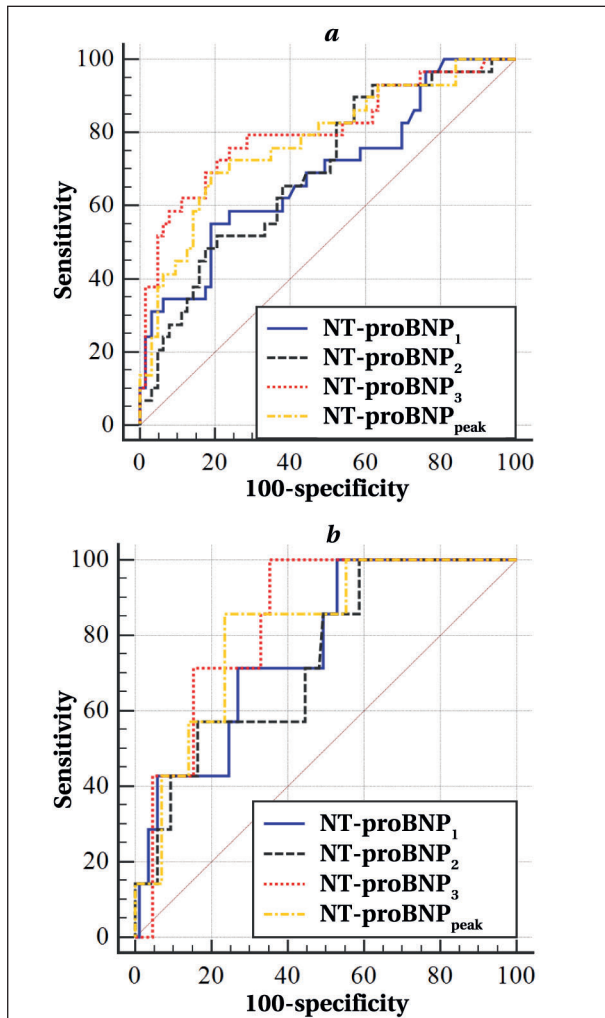 a
100
80
60
40
20
0
Sensitivity
NT-proBNP1
NT-proBNP2
NT-proBNP3
NT-proBNPpeak
0 20 40 60 80 100
100-specificity
b
100
80
60
40
20
0
Sensitivity
NT-proBNP1
NT-proBNP2
NT-proBNP3
NT-proBNPpeak
0 20 40 60 80 100
100-specificity